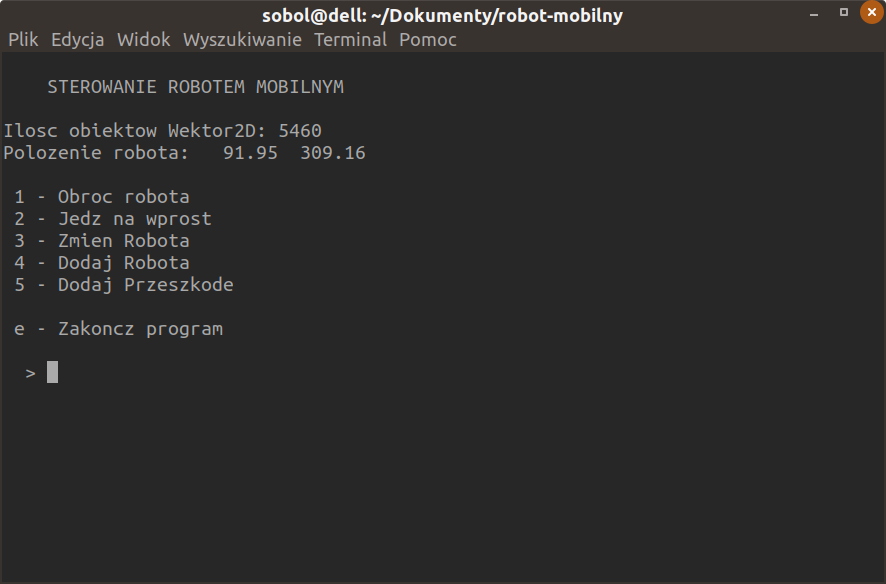 sobol@dell: ~/Dokumenty/robot-mobilny
Plik Edycja Widok Wyszukiwanie Terminal Pomoc
STEROWANIE ROBOTEM MOBILNYM
Ilosc obiektow Wektor2D: 5460
Polozenie robota: 91.95 309.16
1 - Obroc robota
2 - Jedz na wprost
3 - Zmien Robota
4 - Dodaj Robota
5 - Dodaj Przeszkode
e - Zakoncz program
>